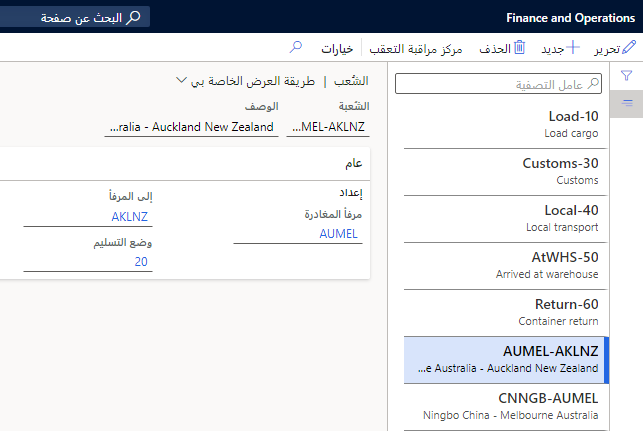 Finance and Operations
البحث عن صفحة
تحرير
جديد
الحذف
مركز مراقبة التعقب
خيارات
عامل التصفية
Load-10
Load cargo
Customs-30
Customs
Local-40
Local transport
AtWHS-50
Arrived at warehouse
Return-60
Container return
AUMEL-AKLNZ
...e Australia - Auckland New Zealand
CNNGB-AUMEL
Ningbo China - Melbourne Australia
الشُعب | طريقة العرض الخاصة بي
الشُعبة
الوصف
...MEL-AKLNZ
...ralia - Auckland New Zealand
عام
إعداد
مرفأ المغادرة
AUMEL
إلى المرفأ
AKLNZ
وضع التسليم
20